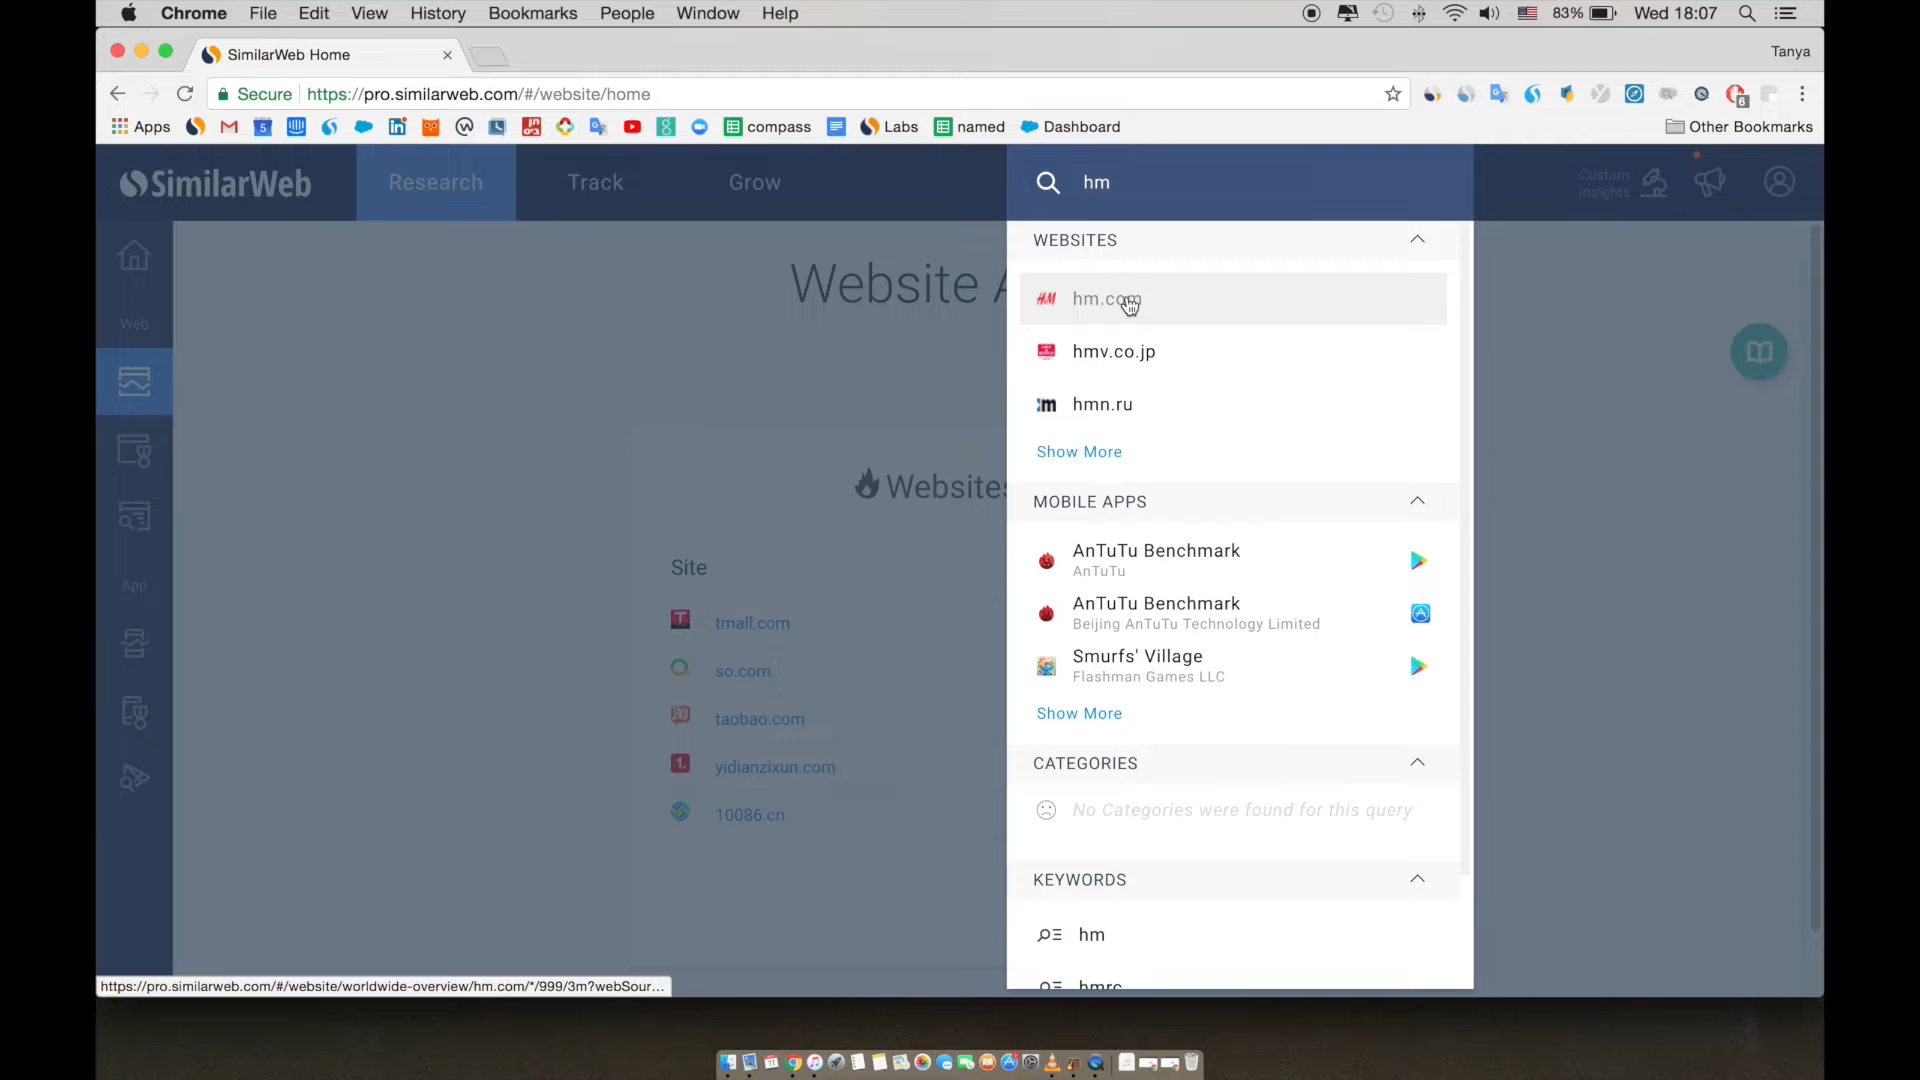 Chrome File Edit View History Bookmarks People Window Help 83% Wed 18:07
SimilarWeb Home Tanya
Secure https://pro.similarweb.com/#/website/home
Apps compass Labs named Dashboard Other Bookmarks
SimilarWeb Research Track Grow hm Custom Insights
WEBSITES
Website A
Web
hm.com
hmv.co.jp
hmn.ru
Show More
Websites
MOBILE APPS
Site
AnTuTu Benchmark
AnTuTu
App
AnTuTu Benchmark
Beijing AnTuTu Technology Limited
tmall.com
Smurfs' Village
Flashman Games LLC
so.com
Show More
taobao.com
CATEGORIES
yidianzixun.com
No Categories were found for this query
10086.cn
KEYWORDS
hm
hmrc
https://pro.similarweb.com/#/website/worldwide-overview/hm.com/*/999/3m?webSour...